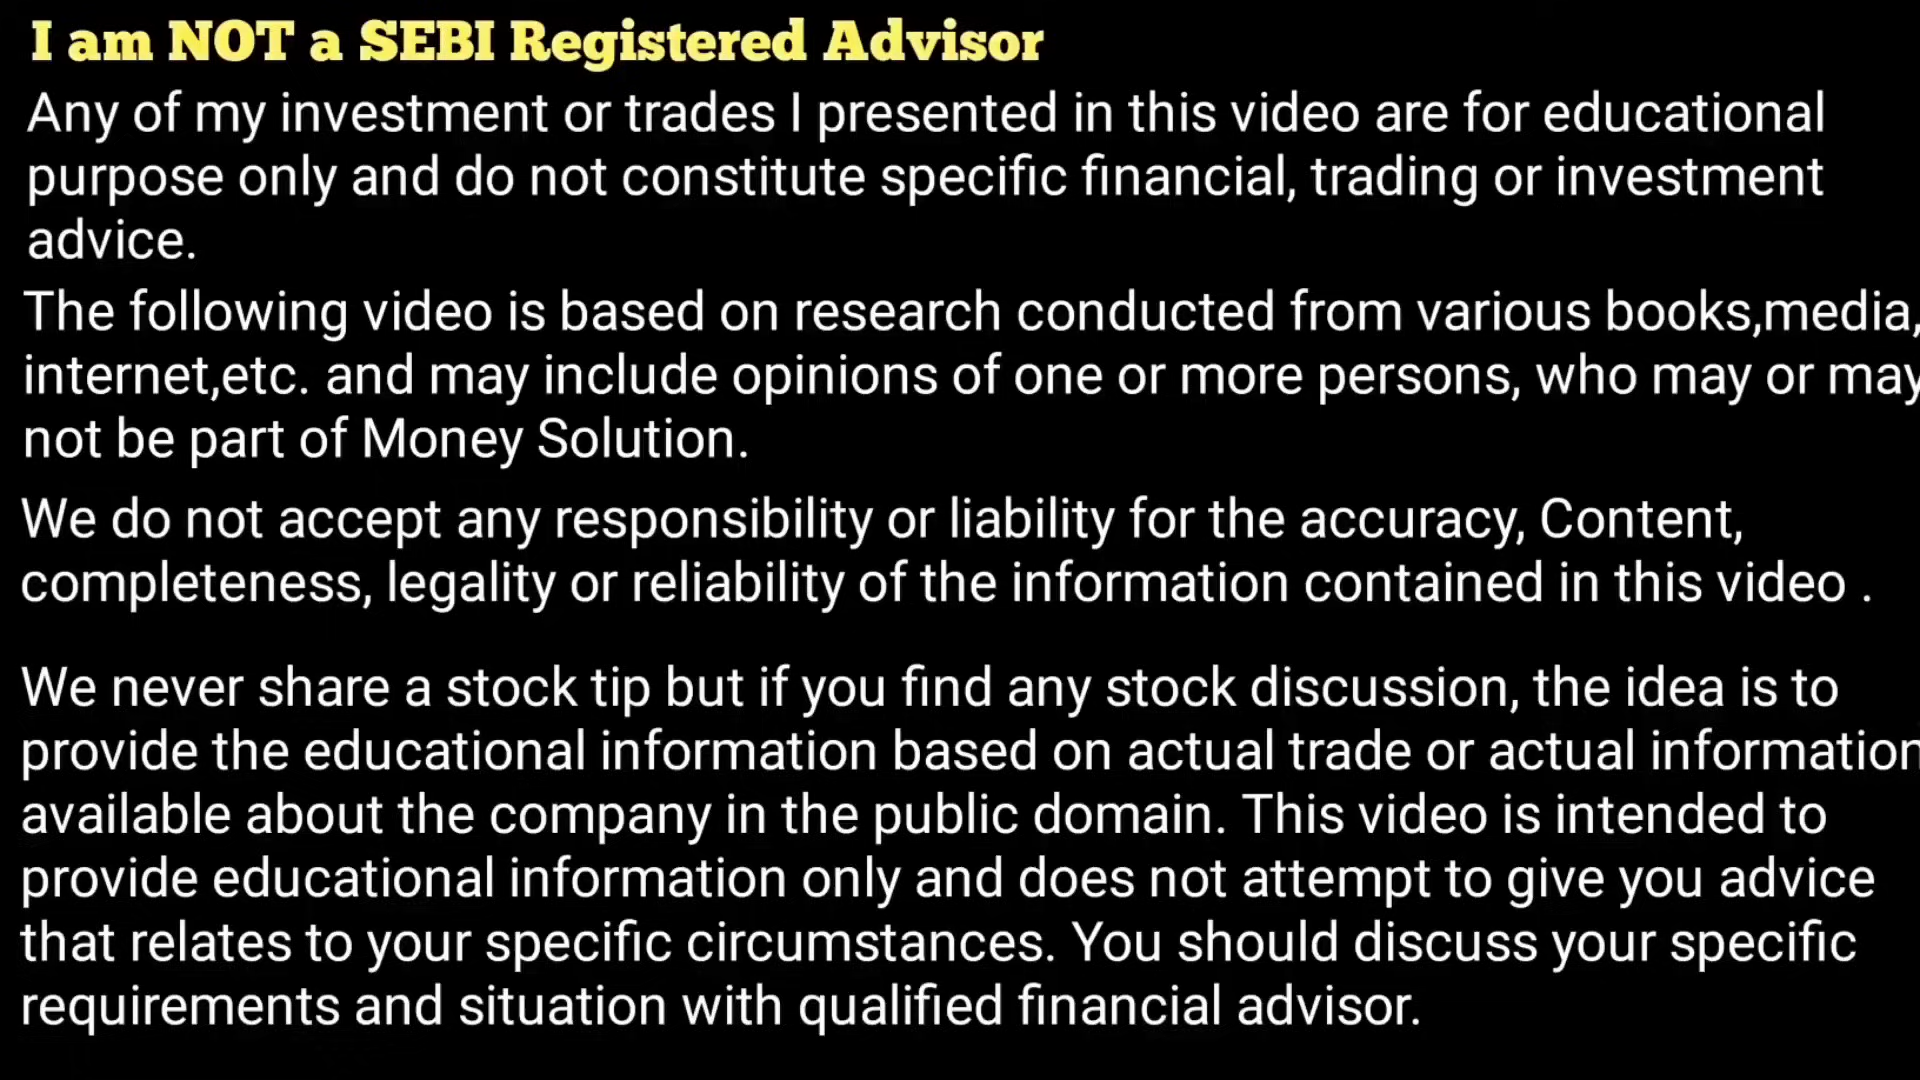 I am NOT a SEBI Registered Advisor
Any of my investment or trades I presented in this video are for educational
purpose only and do not constitute specific financial, trading or investment
advice.
The following video is based on research conducted from various books,media,
internet,etc. and may include opinions of one or more persons, who may or may
not be part of Money Solution.
We do not accept any responsibility or liability for the accuracy, Content,
completeness, legality or reliability of the information contained in this video .
We never share a stock tip but if you find any stock discussion, the idea is to
provide the educational information based on actual trade or actual information
available about the company in the public domain. This video is intended to
provide educational information only and does not attempt to give you advice
that relates to your specific circumstances. You should discuss your specific
requirements and situation with qualified financial advisor.